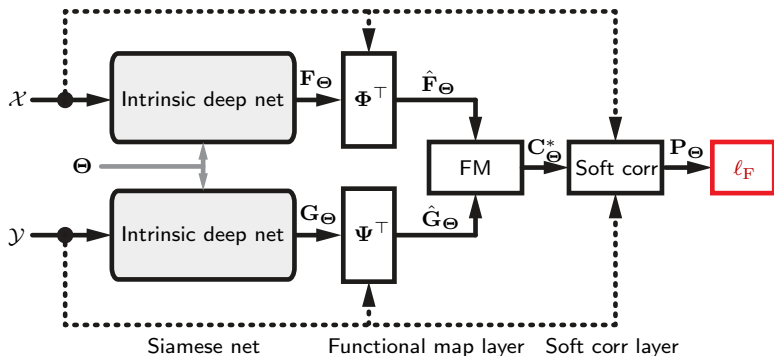 𝒳
Intrinsic deep net
F_Θ
Φ^⊤
F̂_Θ
Θ
FM
C*_Θ
Soft corr
P_Θ
ℓ_F
𝒴
Intrinsic deep net
G_Θ
Ψ^⊤
Ĝ_Θ
Siamese net
Functional map layer
Soft corr layer